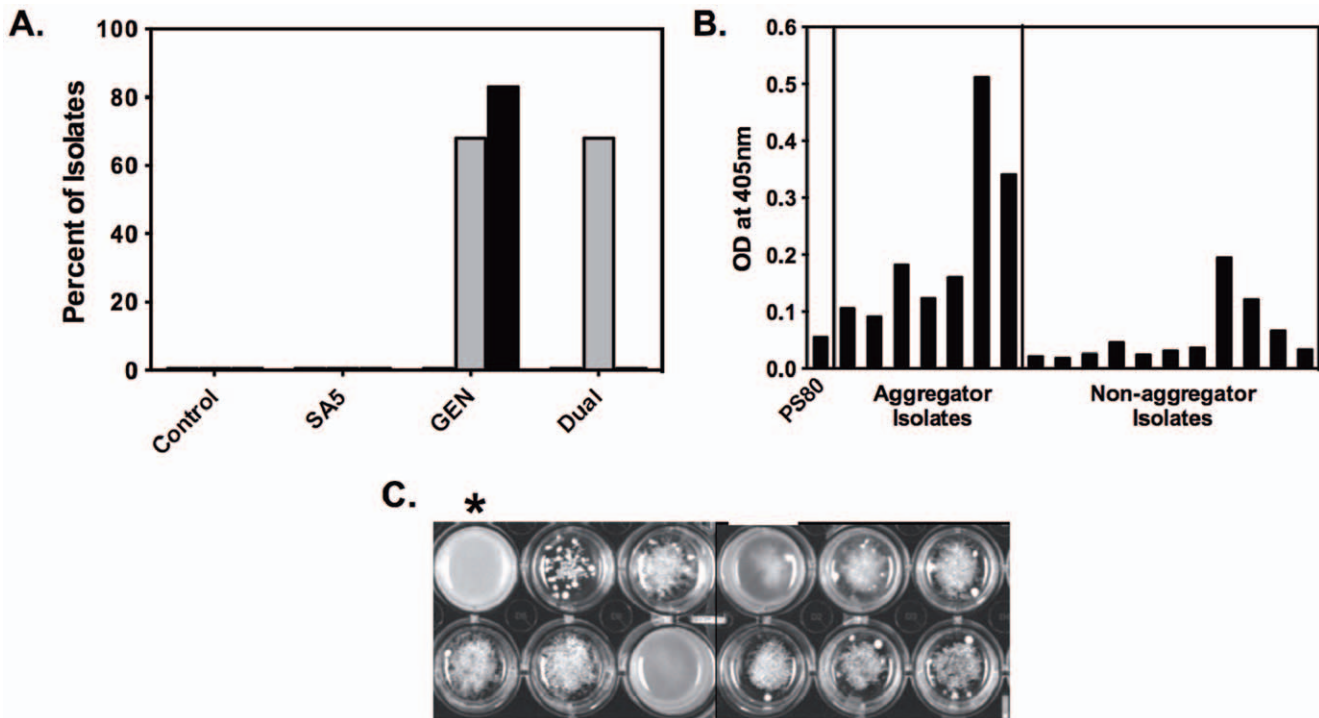 A.
100
80
60
40
20
0
Percent of Isolates
Control
SA5
GEN
Dual
B.
0.6
0.5
0.4
0.3
0.2
0.1
0.0
OD at 405nm
PS80
Aggregator
Isolates
Non-aggregator
Isolates
C.
*